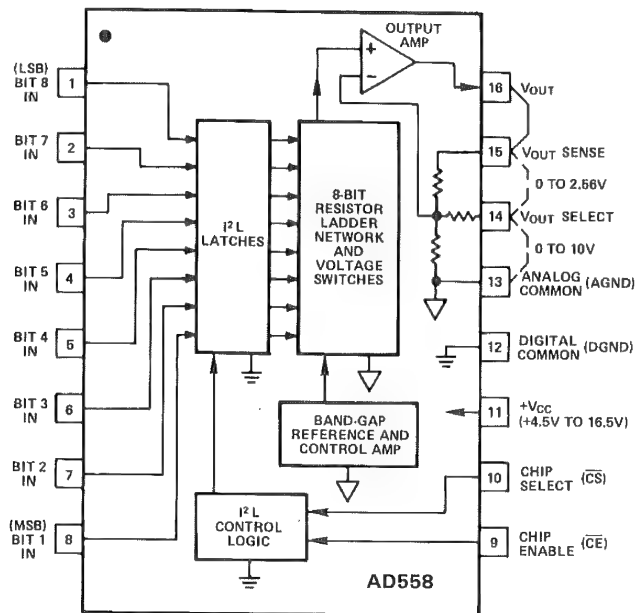 OUTPUT
AMP
+
−
(LSB)
BIT 8
IN
1
BIT 7
IN
2
BIT 6
IN
3
BIT 5
IN
4
BIT 4
IN
5
BIT 3
IN
6
BIT 2
IN
7
(MSB)
BIT 1
IN
8
I²L
LATCHES
8-BIT
RESISTOR
LADDER
NETWORK
AND
VOLTAGE
SWITCHES
BAND-GAP
REFERENCE AND
CONTROL AMP
I²L
CONTROL
LOGIC
16
VOUT
15
VOUT SENSE
0 TO 2.56V
14
VOUT SELECT
0 TO 10V
13
ANALOG
COMMON (AGND)
12
DIGITAL
COMMON (DGND)
11
+VCC
(+4.5V TO 16.5V)
10
CHIP
SELECT (C̅S̅)
9
CHIP
ENABLE (C̅E̅)
AD558